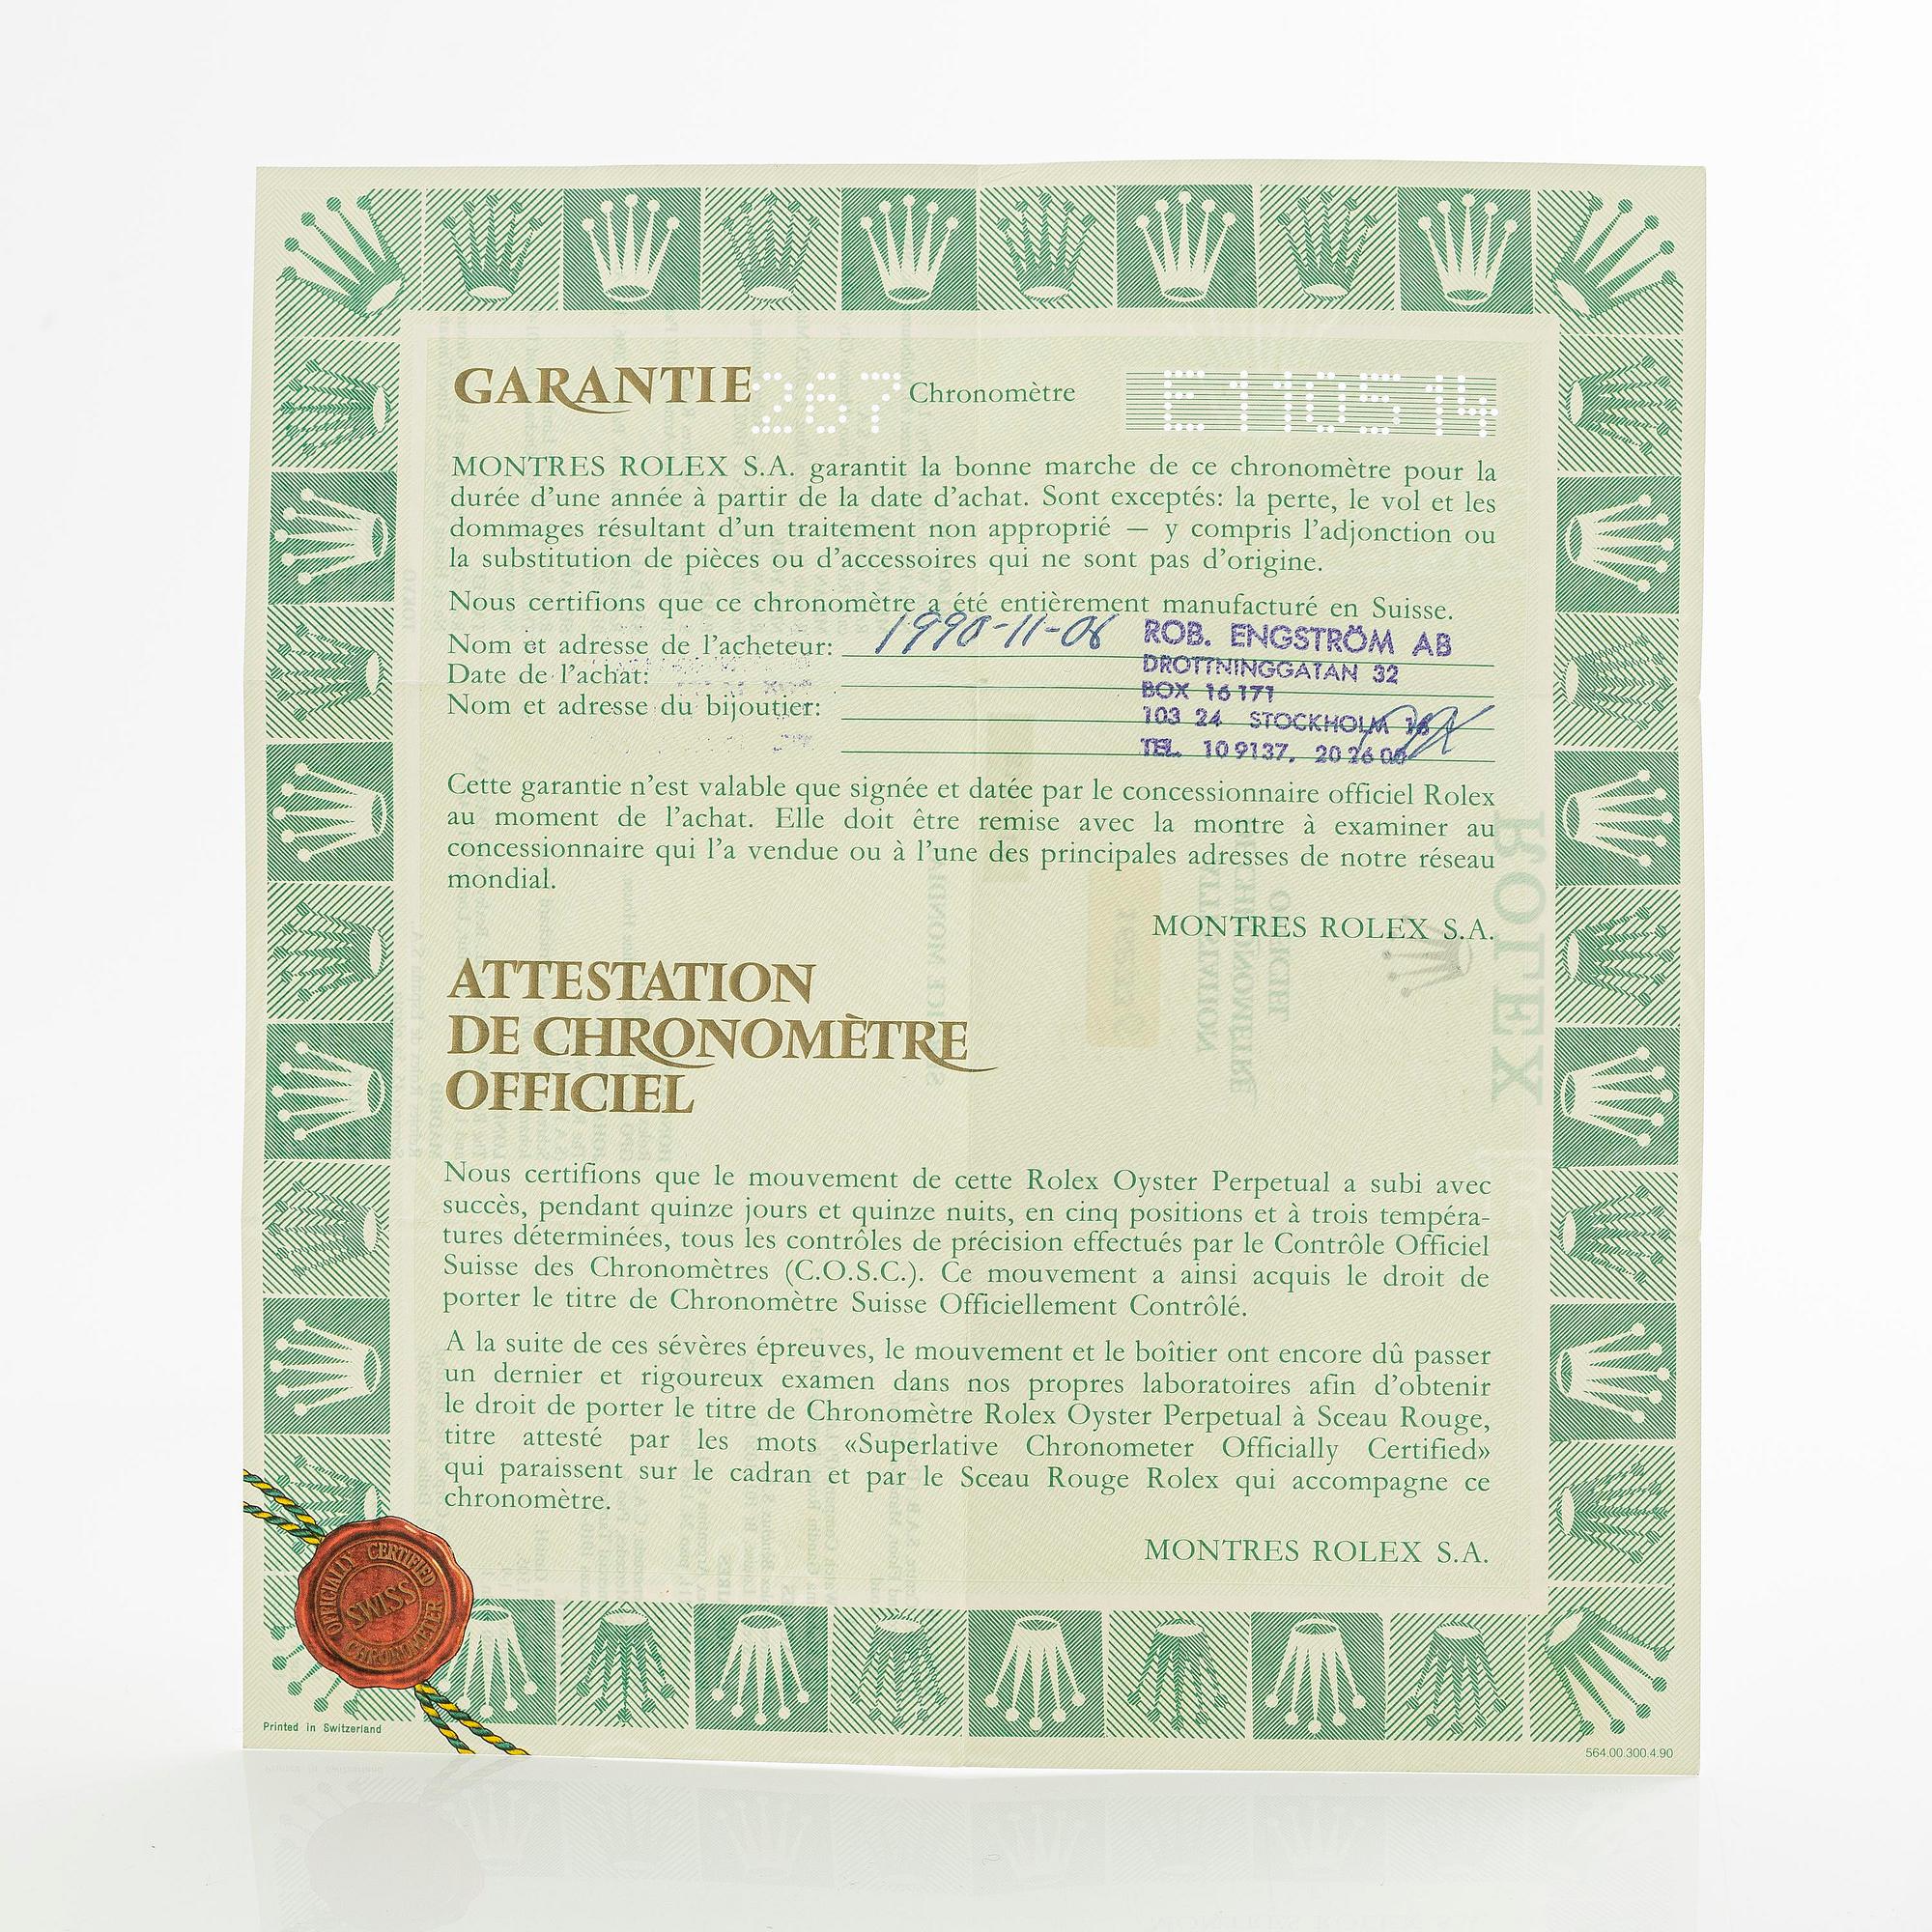 GARANTIE 267 Chronomètre E110514
MONTRES ROLEX S.A. garantit la bonne marche de ce chronomètre pour la
durée d'une année à partir de la date d'achat. Sont exceptés: la perte, le vol et les
dommages résultant d'un traitement non approprié — y compris l'adjonction ou
la substitution de pièces ou d'accessoires qui ne sont pas d'origine.
Nous certifions que ce chronomètre a été entièrement manufacturé en Suisse.
Nom et adresse de l'acheteur: 1990-11-08
Date de l'achat:
Nom et adresse du bijoutier:
ROB. ENGSTRÖM AB
DROTTNINGGATAN 32
BOX 16171
103 24 STOCKHOLM 16
TEL. 109137, 202600
Cette garantie n'est valable que signée et datée par le concessionnaire officiel Rolex
au moment de l'achat. Elle doit être remise avec la montre à examiner au
concessionnaire qui l'a vendue ou à l'une des principales adresses de notre réseau
mondial.
MONTRES ROLEX S.A.
ATTESTATION
DE CHRONOMÈTRE
OFFICIEL
Nous certifions que le mouvement de cette Rolex Oyster Perpetual a subi avec
succès, pendant quinze jours et quinze nuits, en cinq positions et à trois tempéra-
tures déterminées, tous les contrôles de précision effectués par le Contrôle Officiel
Suisse des Chronomètres (C.O.S.C.). Ce mouvement a ainsi acquis le droit de
porter le titre de Chronomètre Suisse Officiellement Contrôlé.
A la suite de ces sévères épreuves, le mouvement et le boîtier ont encore dû passer
un dernier et rigoureux examen dans nos propres laboratoires afin d'obtenir
le droit de porter le titre de Chronomètre Rolex Oyster Perpetual à Sceau Rouge,
titre attesté par les mots «Superlative Chronometer Officially Certified»
qui paraissent sur le cadran et par le Sceau Rouge Rolex qui accompagne ce
chronomètre.
MONTRES ROLEX S.A.
OFFICIALLY CERTIFIED
SWISS
CHRONOMETER
Printed in Switzerland
564.00.300.4.90